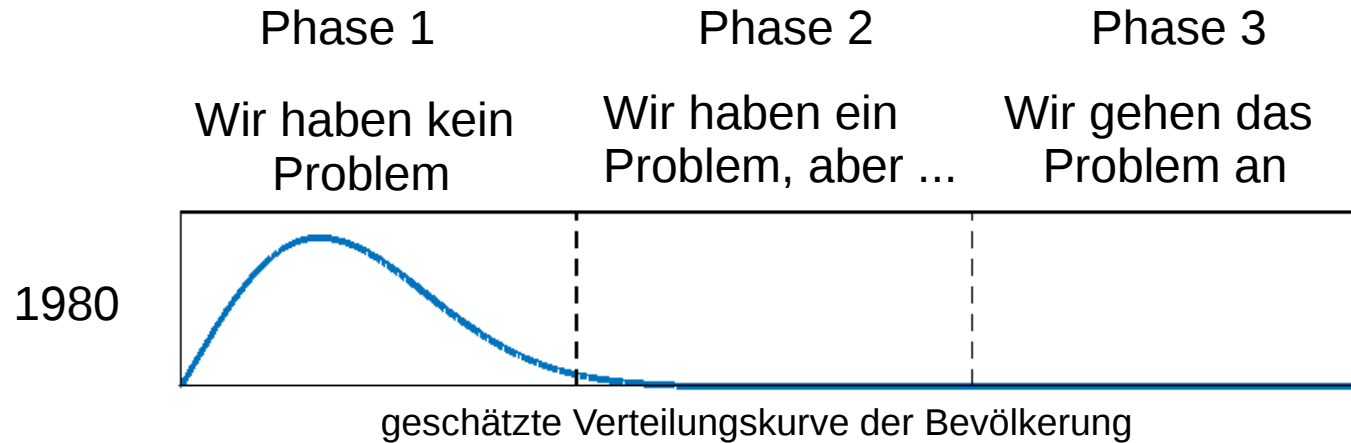 Phase 1
Phase 2
Phase 3
Wir haben kein
Problem
Wir haben ein
Problem, aber ...
Wir gehen das
Problem an
1980
geschätzte Verteilungskurve der Bevölkerung